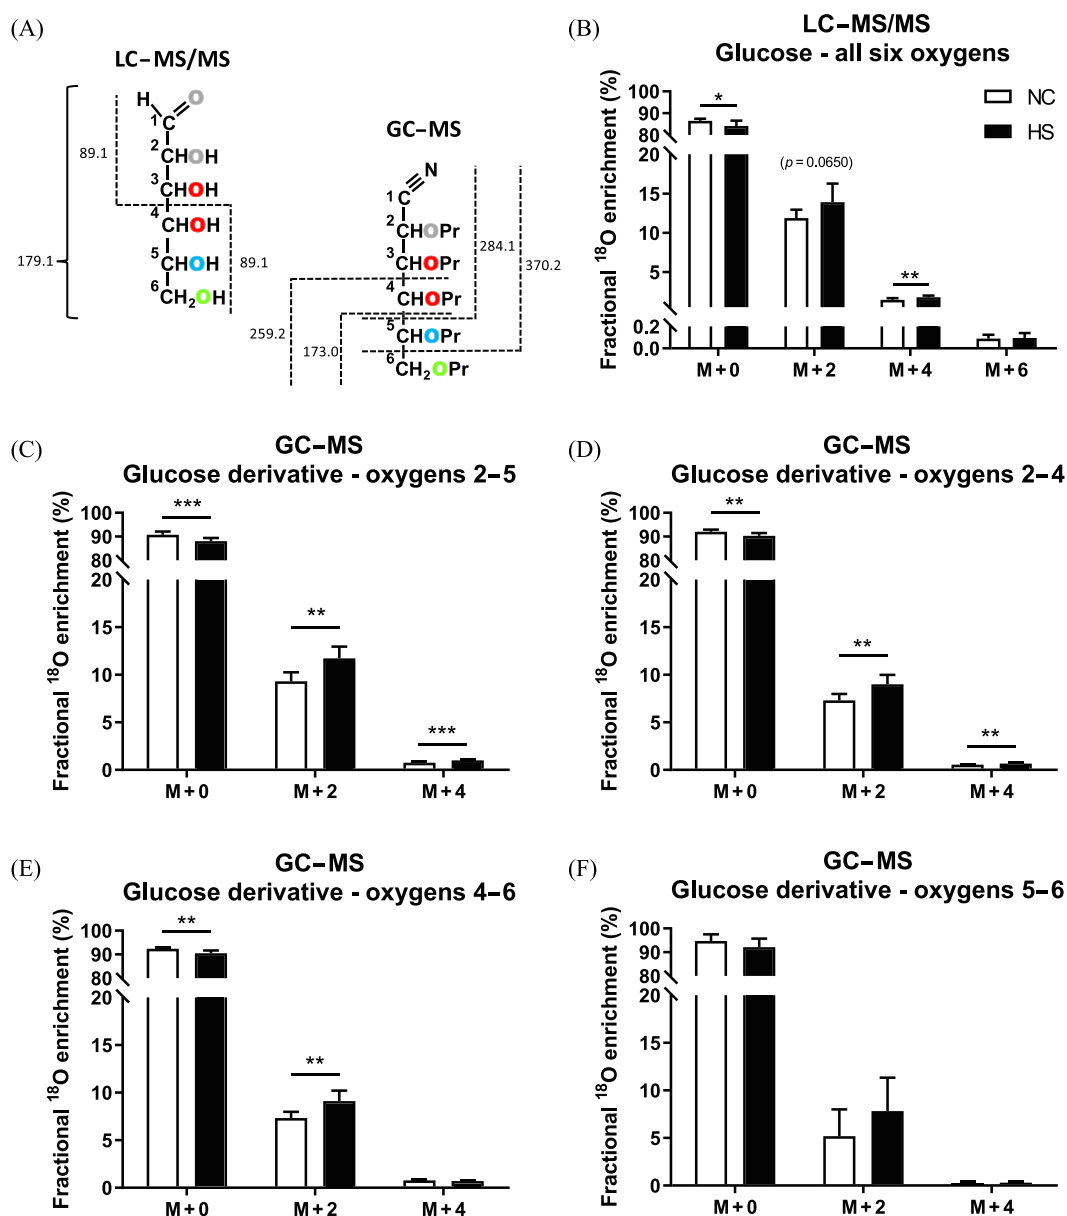 (A)
LC–MS/MS
H
O
1
C
2
CHOH
3
CHOH
4
CHOH
5
CHOH
6
CH2OH
89.1
179.1
89.1
GC–MS
N
1
C
2
CHOPr
3
CHOPr
4
CHOPr
5
CHOPr
6
CH2OPr
284.1
370.2
259.2
173.0
(B)
LC–MS/MS
Glucose - all six oxygens
Fractional 18O enrichment (%)
100
90
80
20
15
10
5
0.2
0.0
*
(p = 0.0650)
**
NC
HS
M+0 M+2 M+4 M+6
(C)
GC–MS
Glucose derivative - oxygens 2–5
Fractional 18O enrichment (%)
100
90
80
20
15
10
5
0
***
**
***
M+0 M+2 M+4
(D)
GC–MS
Glucose derivative - oxygens 2–4
Fractional 18O enrichment (%)
100
90
80
20
15
10
5
0
**
**
**
M+0 M+2 M+4
(E)
GC–MS
Glucose derivative - oxygens 4–6
Fractional 18O enrichment (%)
100
90
80
20
15
10
5
0
**
**
M+0 M+2 M+4
(F)
GC–MS
Glucose derivative - oxygens 5–6
Fractional 18O enrichment (%)
100
90
80
20
15
10
5
0
M+0 M+2 M+4